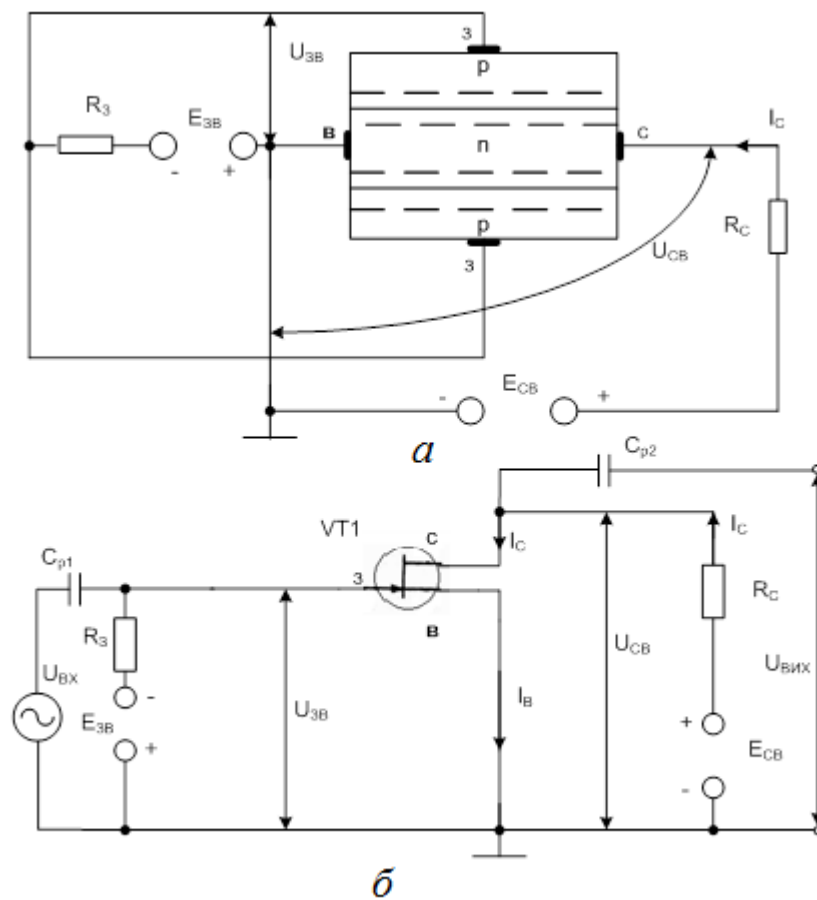 З
U_ЗВ
p
R_З
E_ЗВ
В
С
I_С
n
- +
R_С
p
З
U_СВ
E_СВ
- +
а
C_р2
VT1
С
I_С
I_С
C_р1
З
R_С
R_З
В
U_СВ
U_ВХ
U_ВИХ
-
U_ЗВ
I_В
E_ЗВ
+
+
E_СВ
-
б